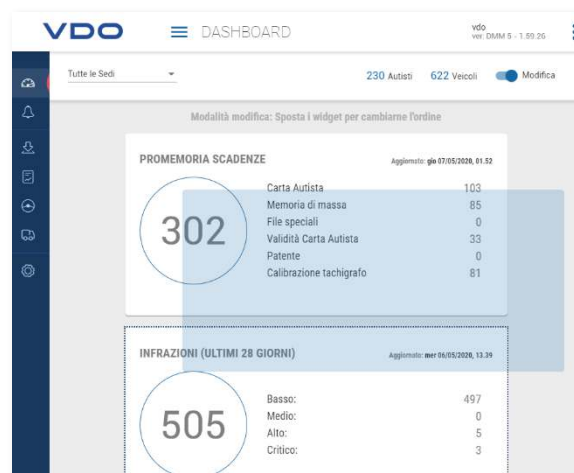 VDO
DASHBOARD
vdo
ver: DMM 5 - 1.59.26
Tutte le Sedi
230 Autisti 622 Veicoli Modifica
Modalità modifica: Sposta i widget per cambiarne l'ordine
PROMEMORIA SCADENZE Aggiornato: gio 07/05/2020, 01.52
302
Carta Autista 103
Memoria di massa 85
File speciali 0
Validità Carta Autista 33
Patente 0
Calibrazione tachigrafo 81
INFRAZIONI (ULTIMI 28 GIORNI) Aggiornato: mer 06/05/2020, 13.39
505
Basso: 497
Medio: 0
Alto: 5
Critico: 3